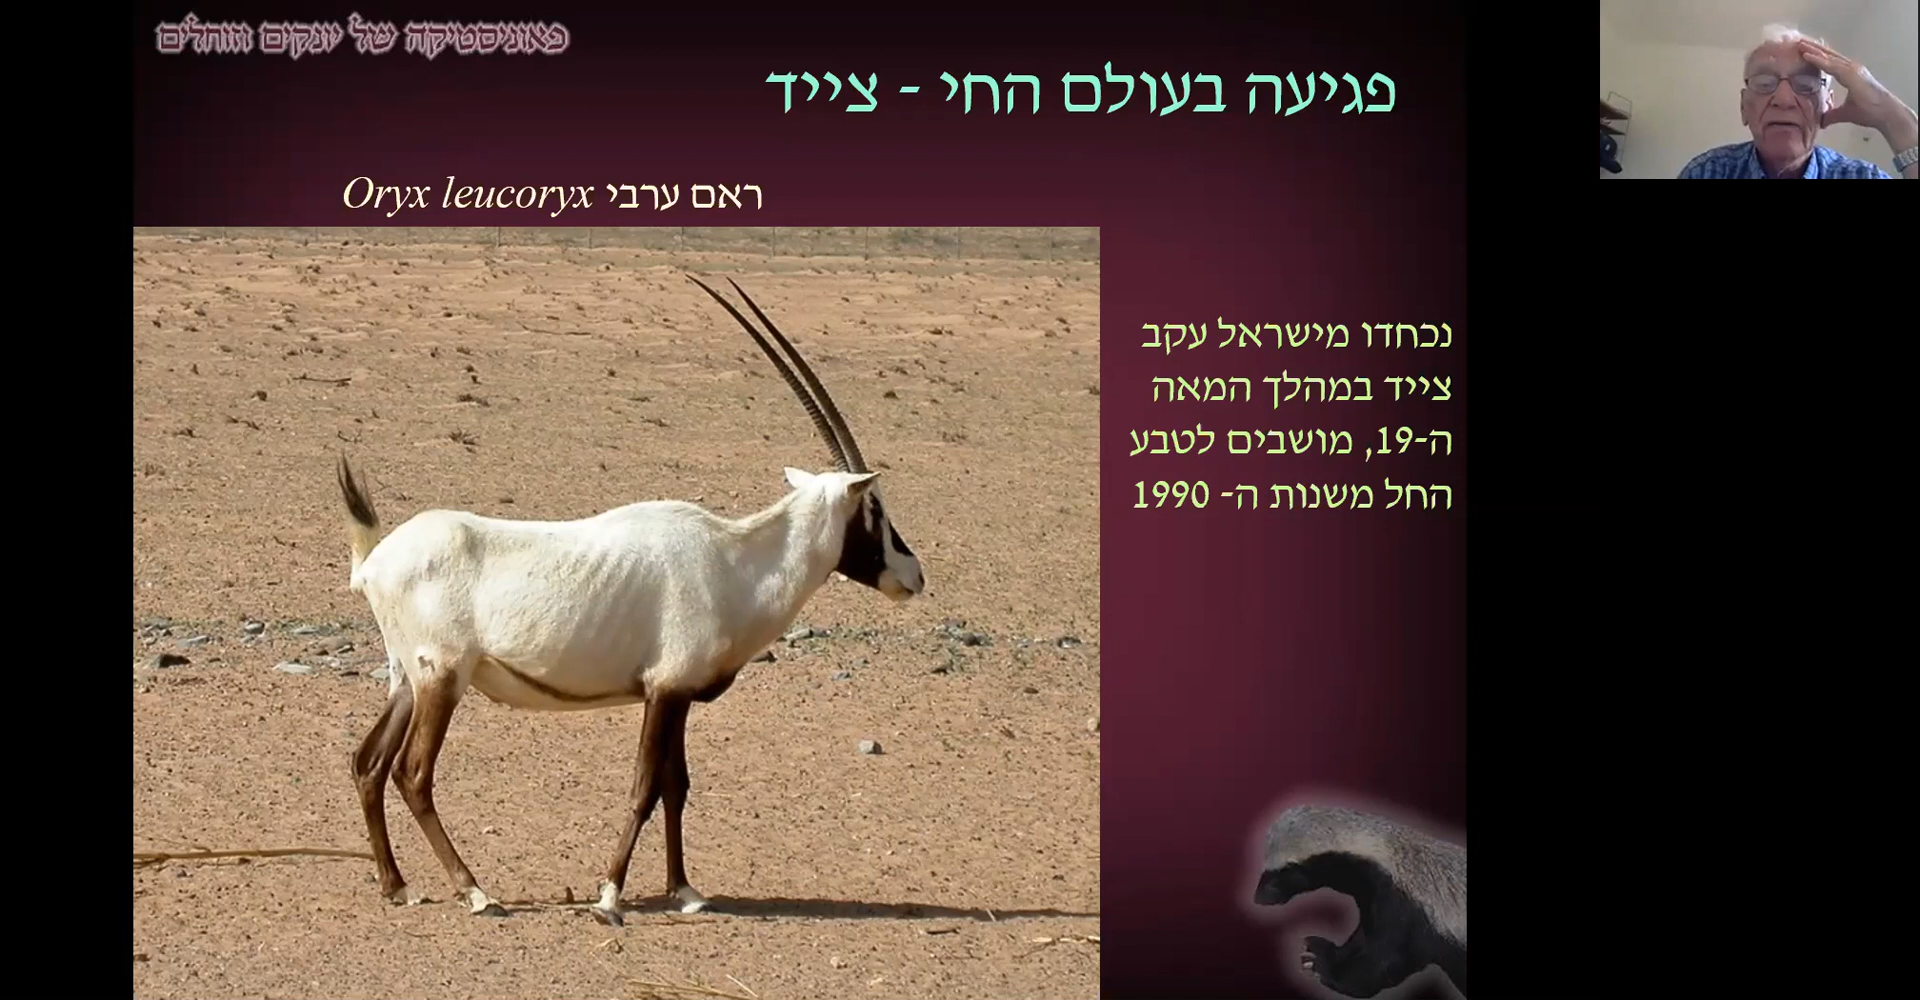 פאוניסטיקה של יונקים וזוחלים
פגיעה בעולם החי - צייד
ראם ערבי Oryx leucoryx
נכחדו מישראל עקב
צייד במהלך המאה
ה-19, מושבים לטבע
החל משנות ה- 1990